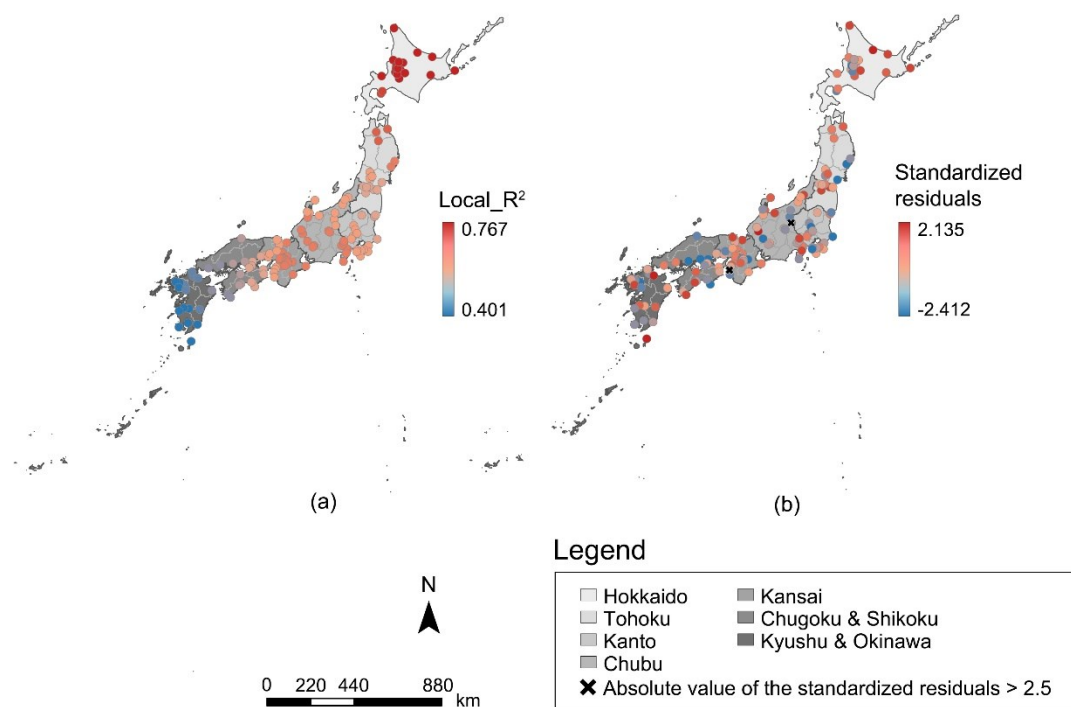 Local_R²
0.767
0.401
(a)
Standardized
residuals
2.135
-2.412
(b)
N
0 220 440 880
km
Legend
Hokkaido
Tohoku
Kanto
Chubu
Kansai
Chugoku & Shikoku
Kyushu & Okinawa
Absolute value of the standardized residuals > 2.5